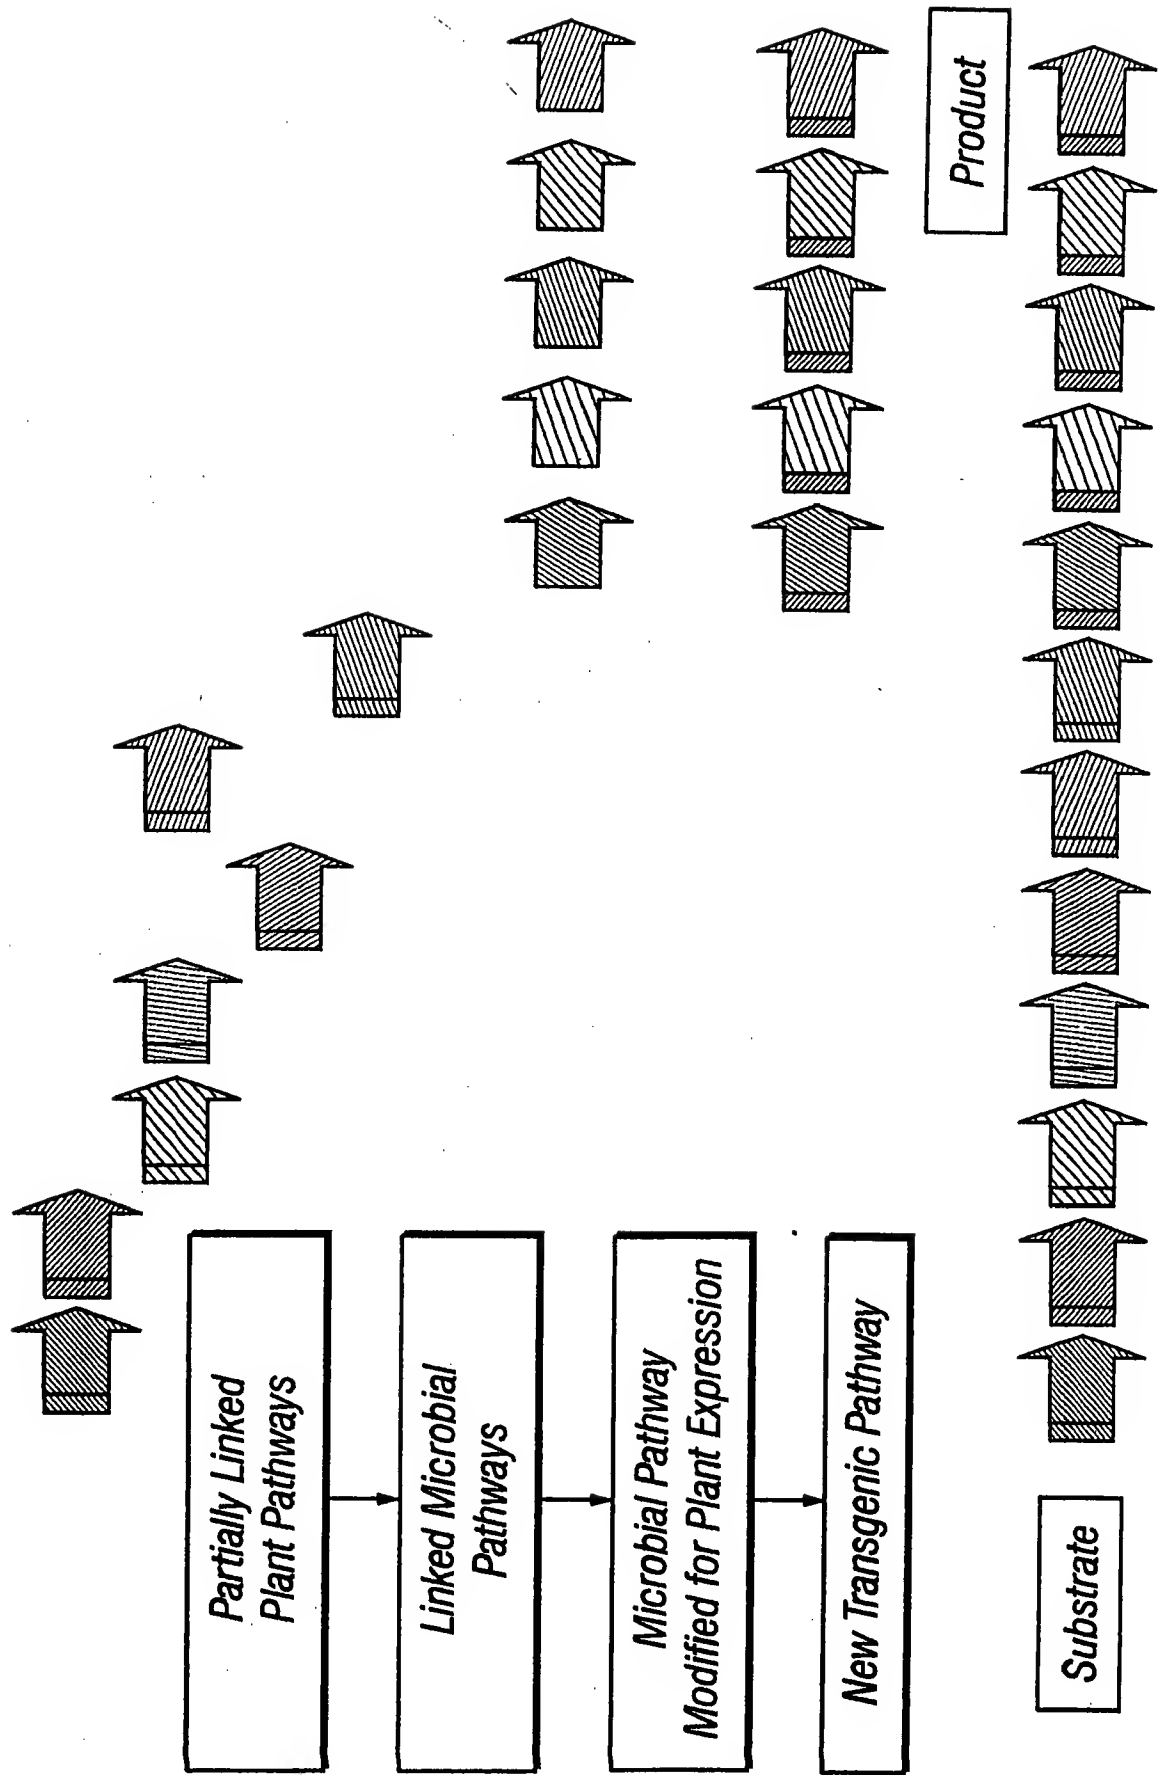 Partially Linked
Plant Pathways
Linked Microbial
Pathways
Microbial Pathway
Modified for Plant Expression
New Transgenic Pathway
Product
Substrate